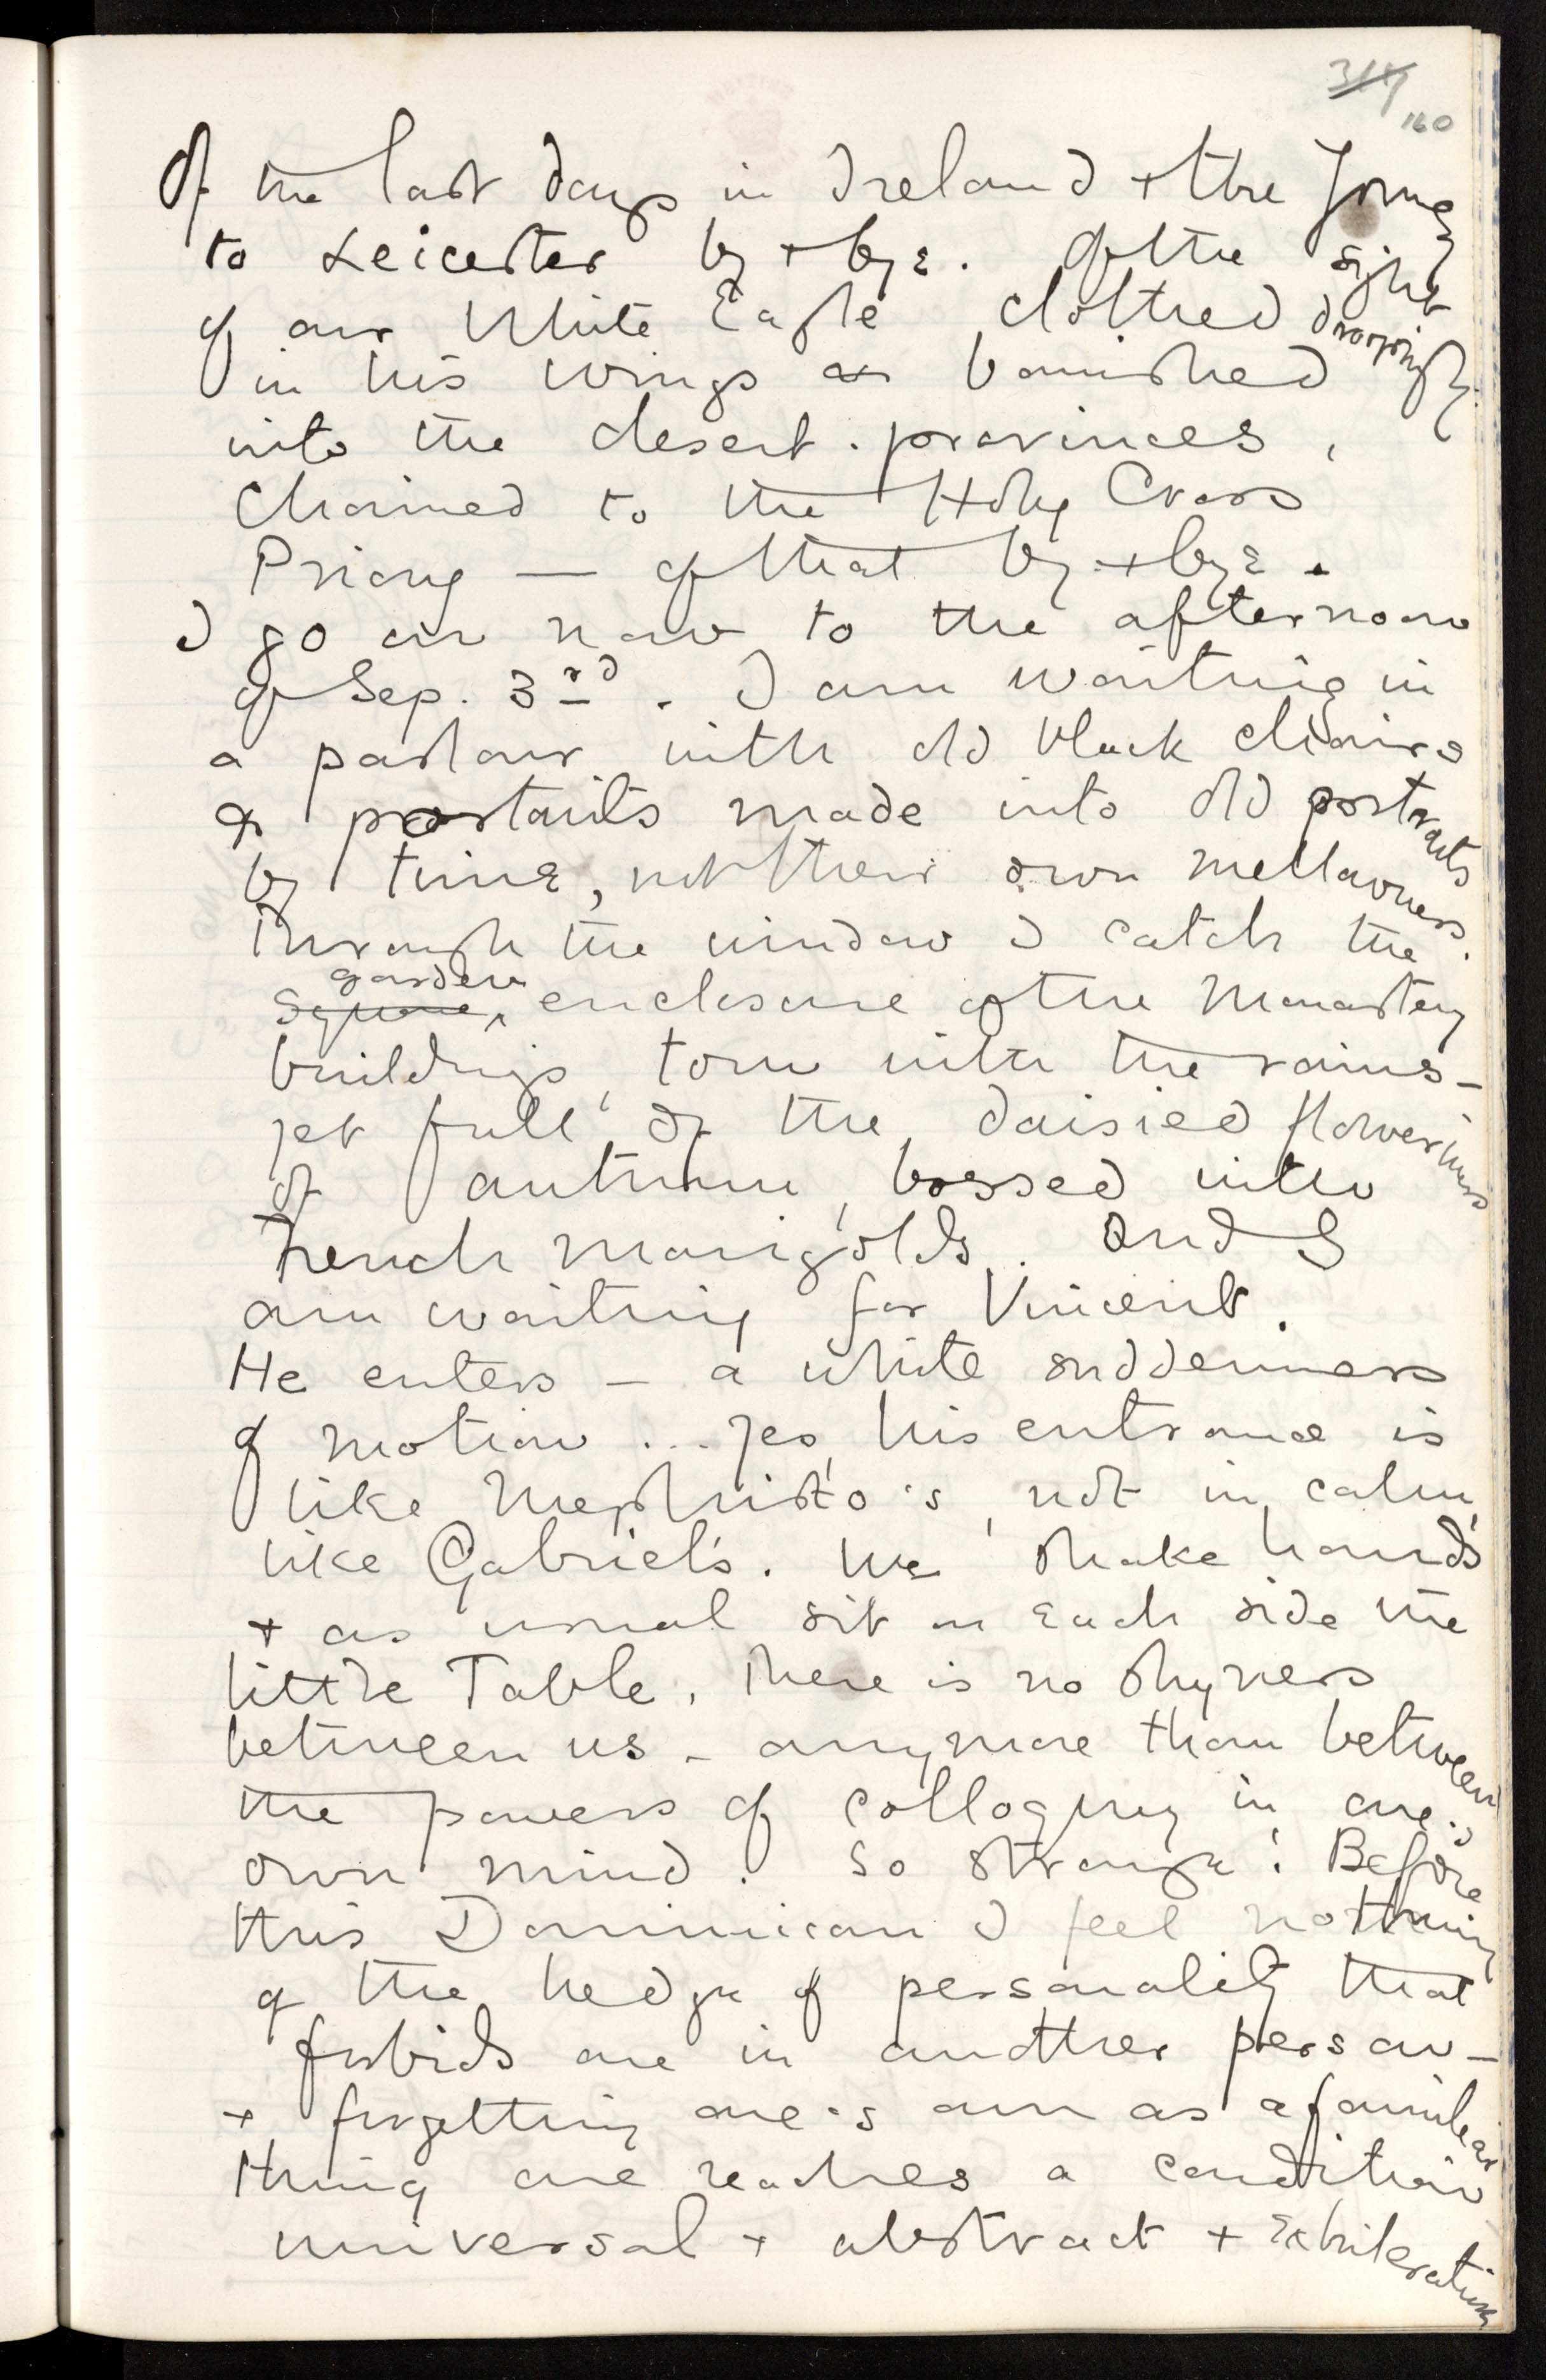 314
160
Of the last days in Ireland + the Jorney
to Leicester by + bye. Of the sight
of our White Eagle clothed droopingly
in his wings as banished
into the desert provinces,
Chained to the Holy Cross
Priory — of that by + bye.
I go on now to the afternoon
of Sep. 3rd. I am waiting in
a parlour with old black chairs
& portaits made into old portraits
by time, not their own mellowness.
Through the window I catch the
square garden enclosure of the Monastery
buildings, torn with the rains —
yet full of the daisied flowerings
of autumn, bossed with
French marigolds. And I
am waiting for Vincent.
He enters — a white suddenness
of motion ... yes, his entrance is
like Mephisto's, not in calm,
like Gabriel's. We shake hands
+ as usual sit on each side the
little Table. There is no shyness
between us — anymore than between
the powers of colloquy in one's
own mind. So strange! Before
this Dominican I feel nothing
of the hedge of personality that
forbids one in another person —
+ forgetting one's own as a familiar
thing one reaches a condition
universal + abstract + exhilerating